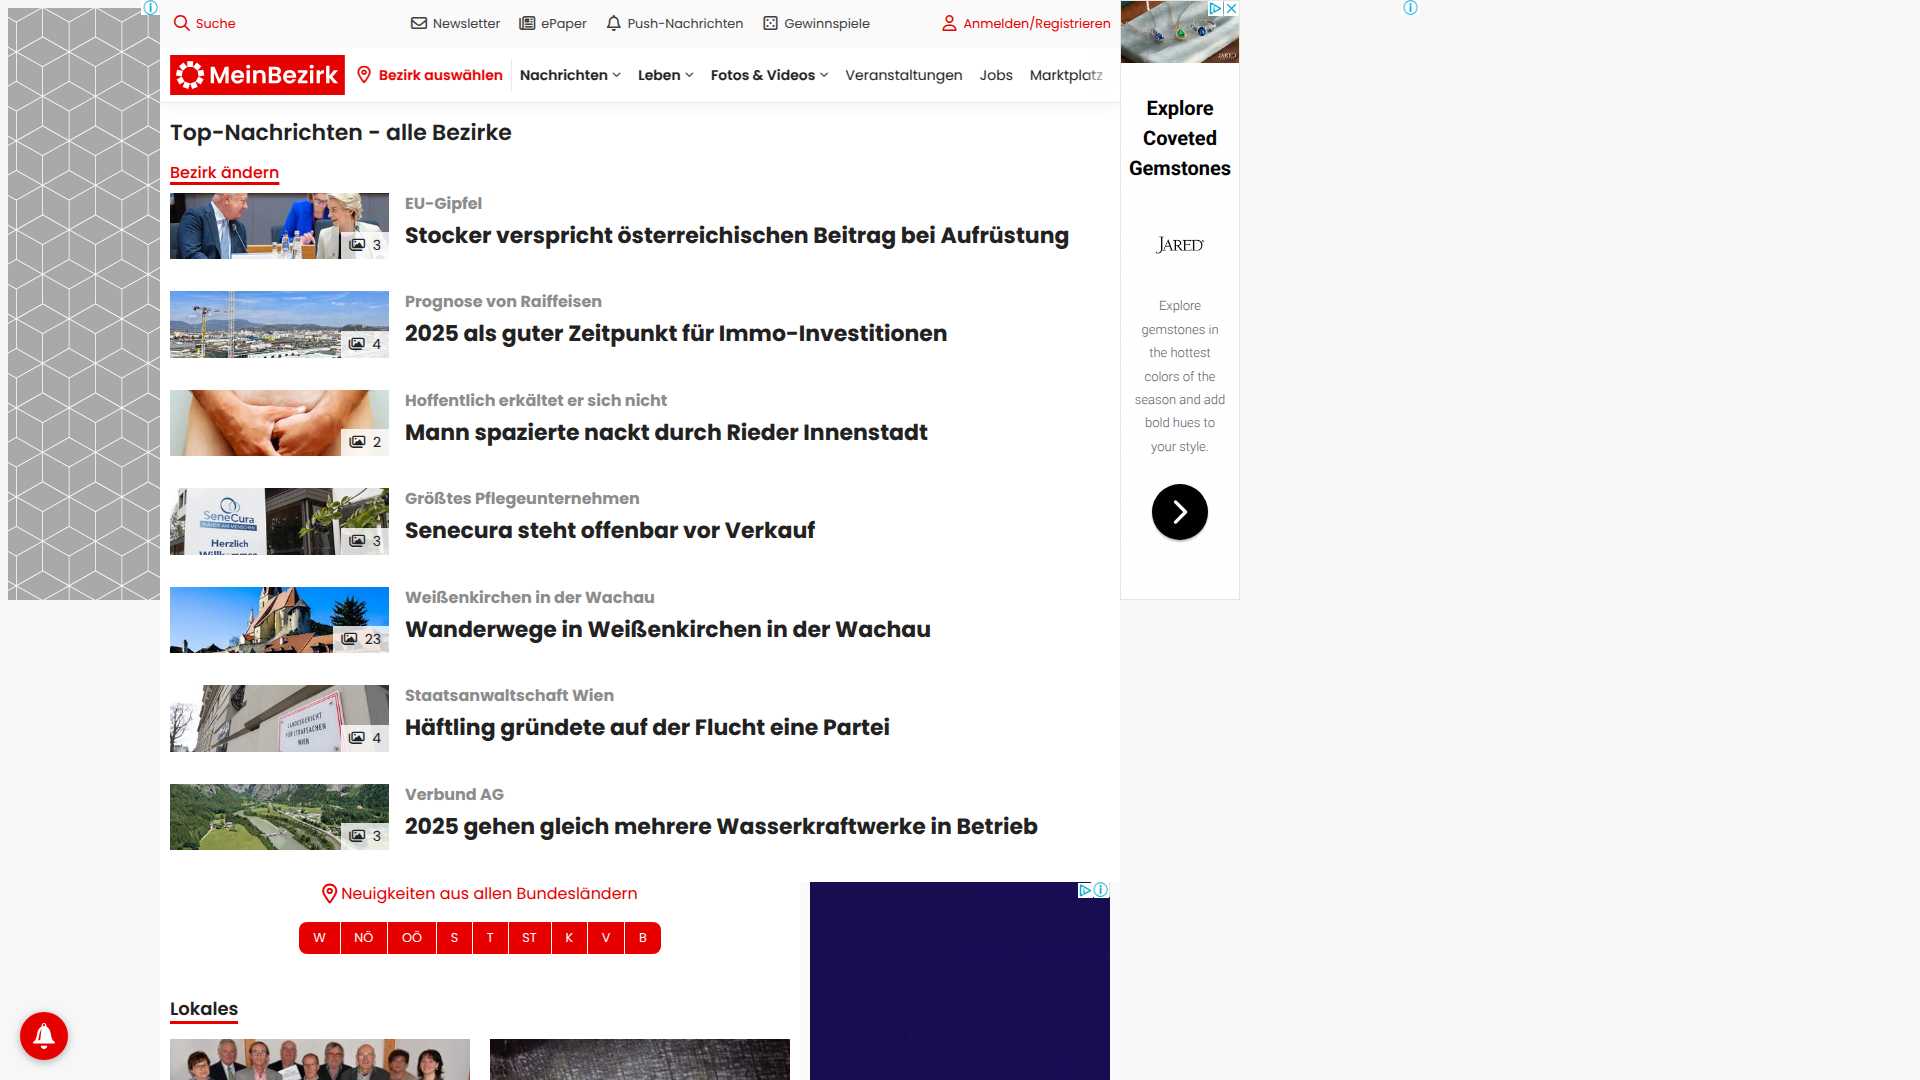 Suche
Newsletter
ePaper
Push-Nachrichten
Gewinnspiele
Anmelden/Registrieren
MeinBezirk
Bezirk auswählen
Nachrichten
Leben
Fotos & Videos
Veranstaltungen
Jobs
Marktplatz
Top-Nachrichten - alle Bezirke
Bezirk ändern
3
EU-Gipfel
Stocker verspricht österreichischen Beitrag bei Aufrüstung
4
Prognose von Raiffeisen
2025 als guter Zeitpunkt für Immo-Investitionen
2
Hoffentlich erkältet er sich nicht
Mann spazierte nackt durch Rieder Innenstadt
SeneCura
Herzlich
3
Größtes Pflegeunternehmen
Senecura steht offenbar vor Verkauf
23
Weißenkirchen in der Wachau
Wanderwege in Weißenkirchen in der Wachau
LANDESGERICHT
FÜR STRAFSACHEN
WIEN
4
Staatsanwaltschaft Wien
Häftling gründete auf der Flucht eine Partei
3
Verbund AG
2025 gehen gleich mehrere Wasserkraftwerke in Betrieb
Neuigkeiten aus allen Bundesländern
W NÖ OÖ S T ST K V B
Lokales
Explore
Coveted
Gemstones
JARED
Explore
gemstones in
the hottest
colors of the
season and add
bold hues to
your style.